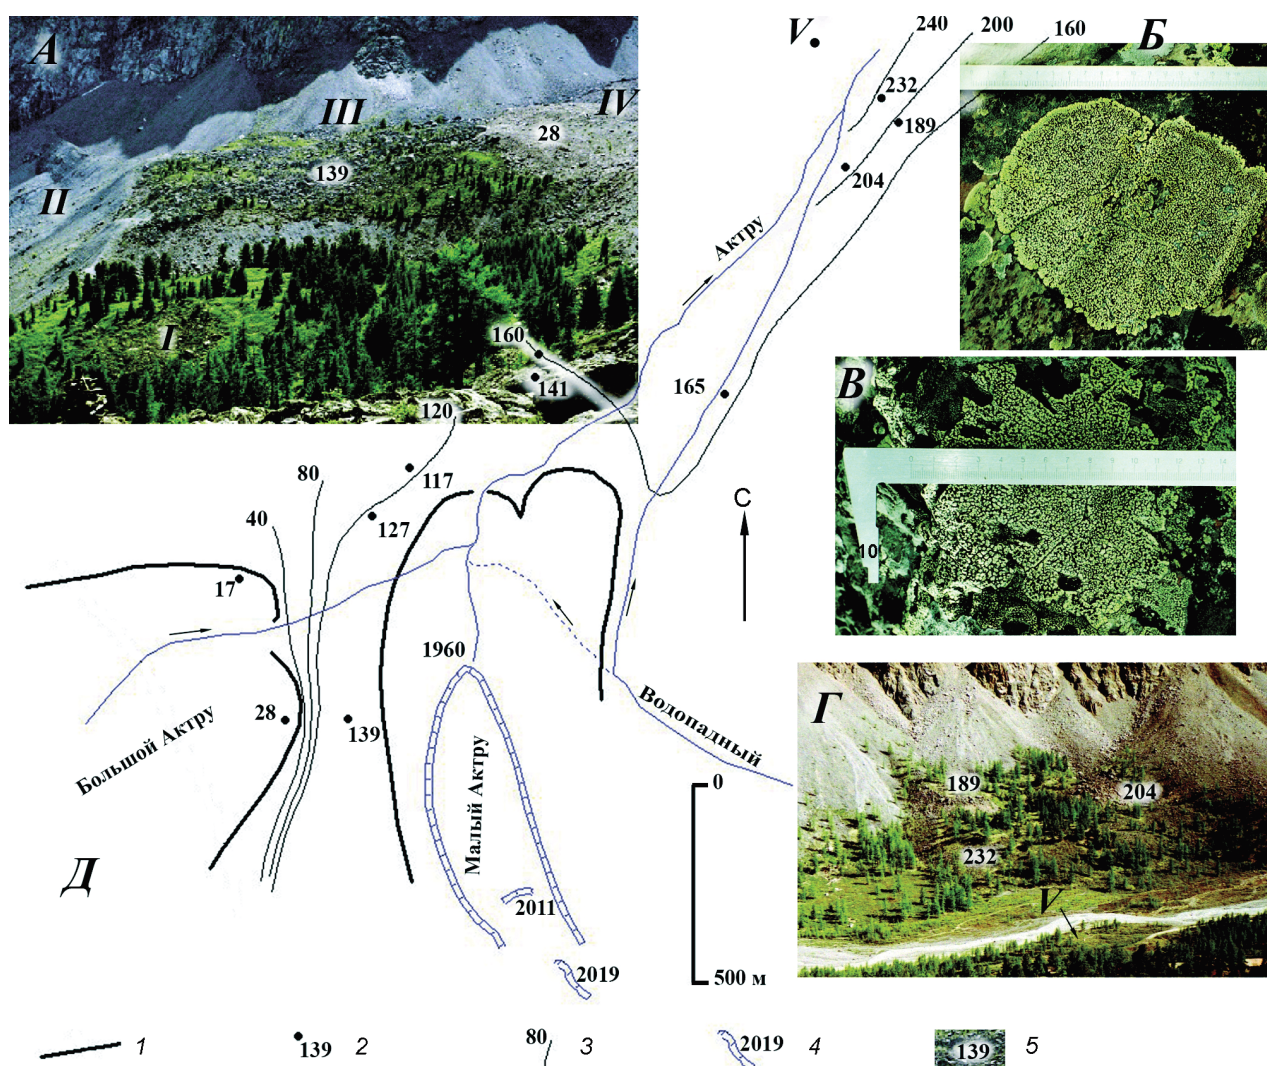 А
II
III
IV
28
139
I
160
141
120
V
240
200
160
Б
232
189
204
Актру
165
В
10
80
40
117
127
17
С
1960
28
139
Большой Актру
Малый Актру
Водопадный
0
500 м
2011
2019
Д
Г
189
204
232
V
1
139
2
80
3
2019
4
139
5